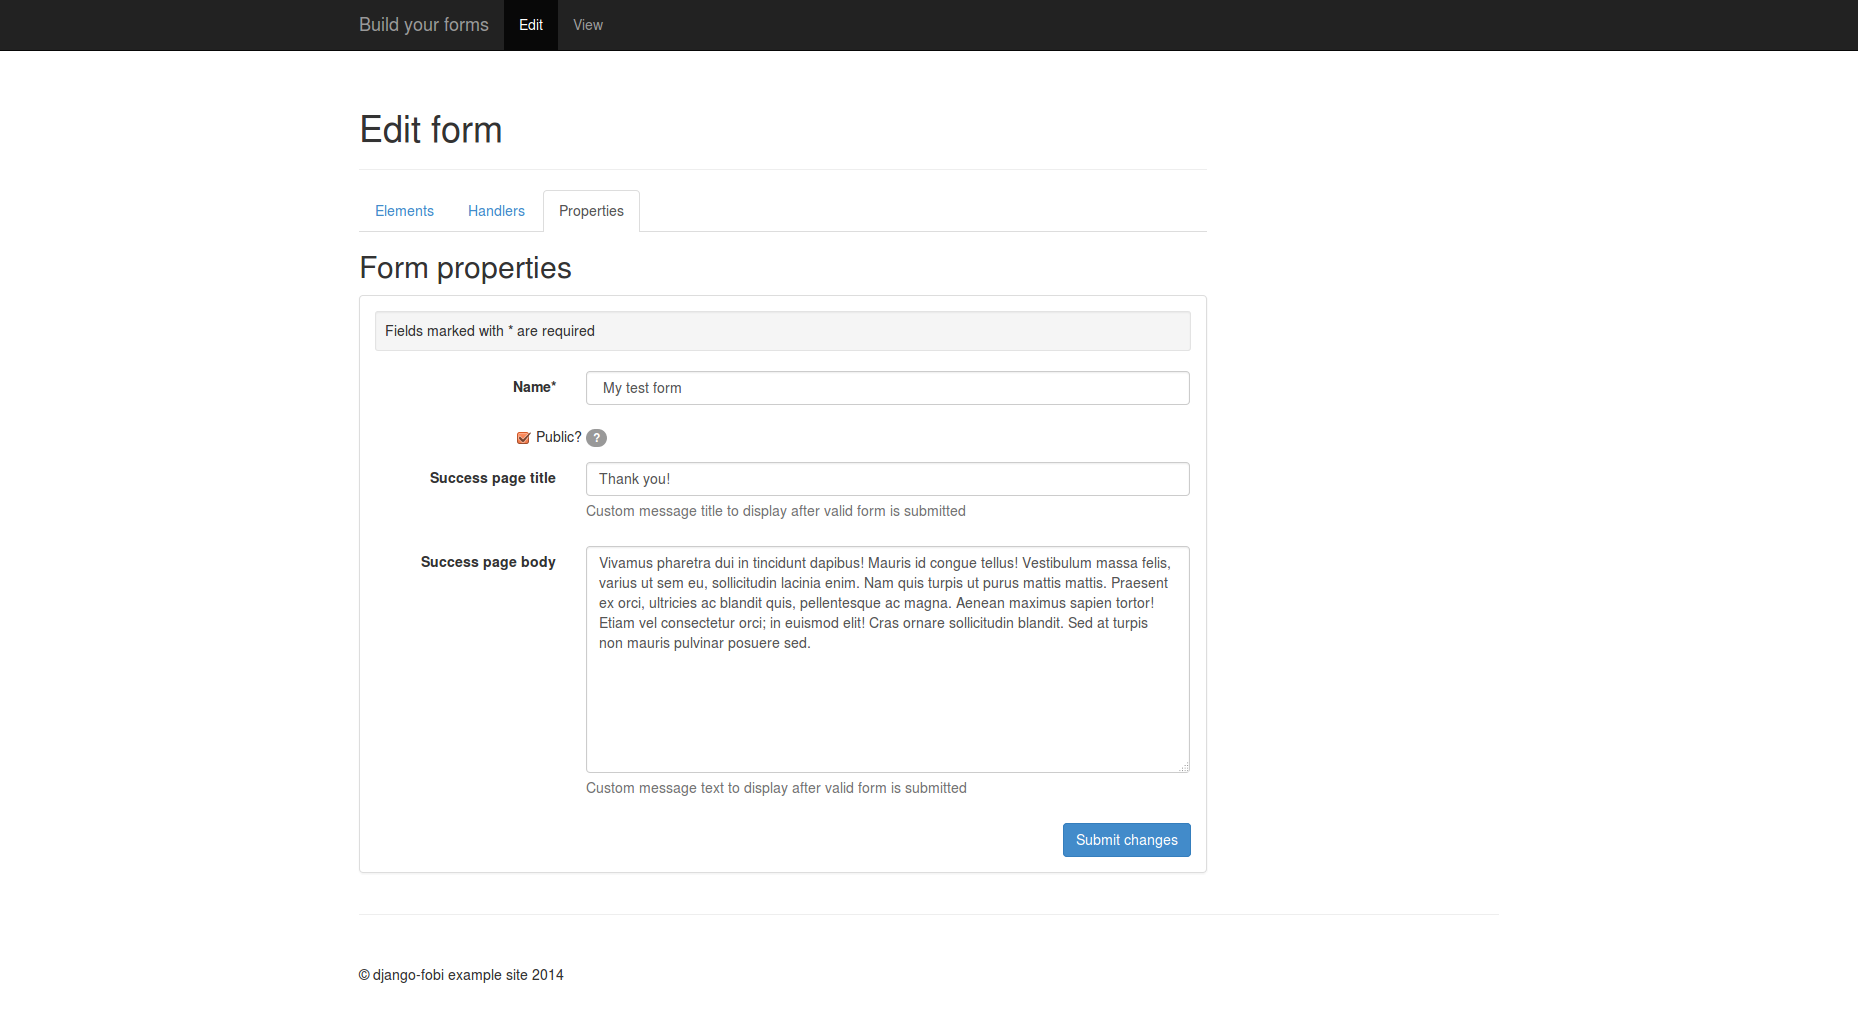 Build your forms Edit View
Edit form
Elements Handlers Properties
Form properties
Fields marked with * are required
Name* My test form
Public? ?
Success page title Thank you!
Custom message title to display after valid form is submitted
Success page body Vivamus pharetra dui in tincidunt dapibus! Mauris id congue tellus! Vestibulum massa felis,
varius ut sem eu, sollicitudin lacinia enim. Nam quis turpis ut purus mattis mattis. Praesent
ex orci, ultricies ac blandit quis, pellentesque ac magna. Aenean maximus sapien tortor!
Etiam vel consectetur orci; in euismod elit! Cras ornare sollicitudin blandit. Sed at turpis
non mauris pulvinar posuere sed.
Custom message text to display after valid form is submitted
Submit changes
© django-fobi example site 2014